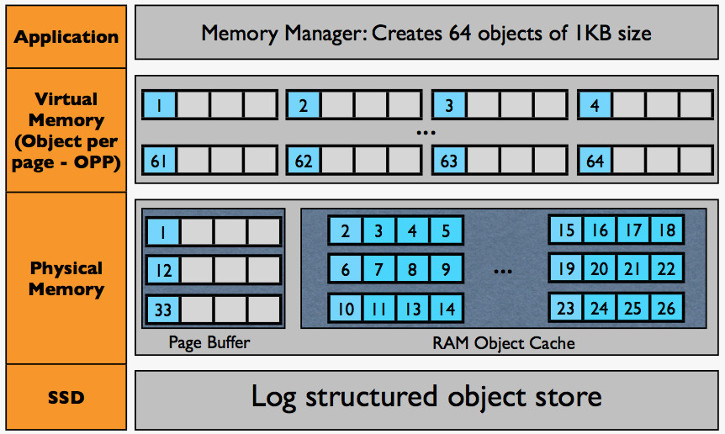 Application
Memory Manager: Creates 64 objects of 1KB size
Virtual
Memory
(Object per
page - OPP)
1 2 3 4
...
61 62 63 64
Physical
Memory
1
12
33
Page Buffer
2 3 4 5
6 7 8 9
10 11 13 14
...
15 16 17 18
19 20 21 22
23 24 25 26
RAM Object Cache
SSD
Log structured object store